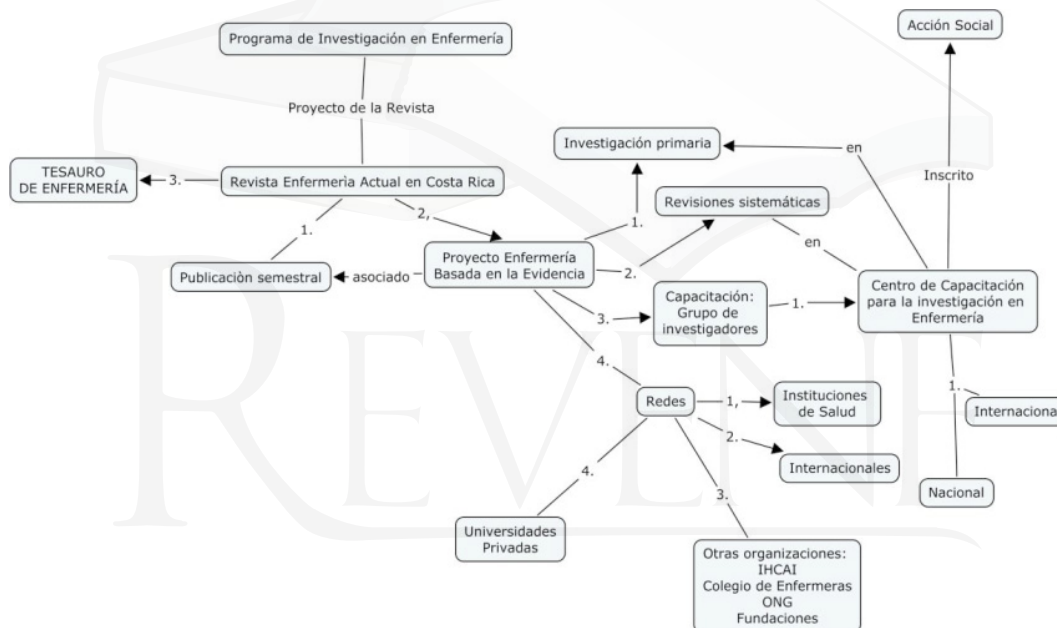 Programa de Investigación en Enfermería
Acción Social
Proyecto de la Revista
Investigación primaria
en
TESAURO
DE ENFERMERÍA
3.
Revista Enfermerìa Actual en Costa Rica
Inscrito
Revisiones sistemáticas
2,
1.
1.
en
Publicaciòn semestral
asociado
Proyecto Enfermería
Basada en la Evidencia
2.
Centro de Capacitación
para la investigación en
Enfermería
Capacitación:
Grupo de
investigadores
1.
3.
4.
Redes
1,
Instituciones
de Salud
1.
Internaciona
2.
Internacionales
4.
3.
Nacional
Universidades
Privadas
Otras organizaciones:
IHCAI
Colegio de Enfermeras
ONG
Fundaciones
REVENF